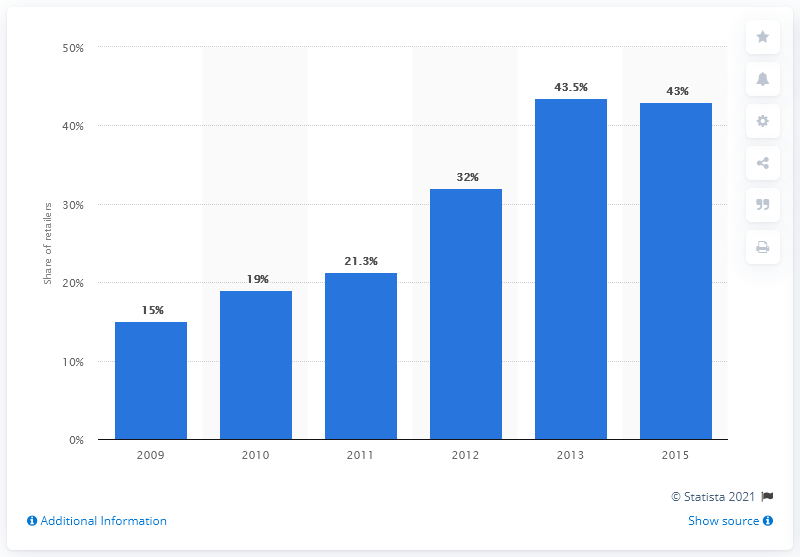 50%
40%
30%
20%
10%
0%
Share of retailers
15%
19%
21.3%
32%
43.5%
43%
2009 2010 2011 2012 2013 2015
© Statista 2021
Additional Information
Show source